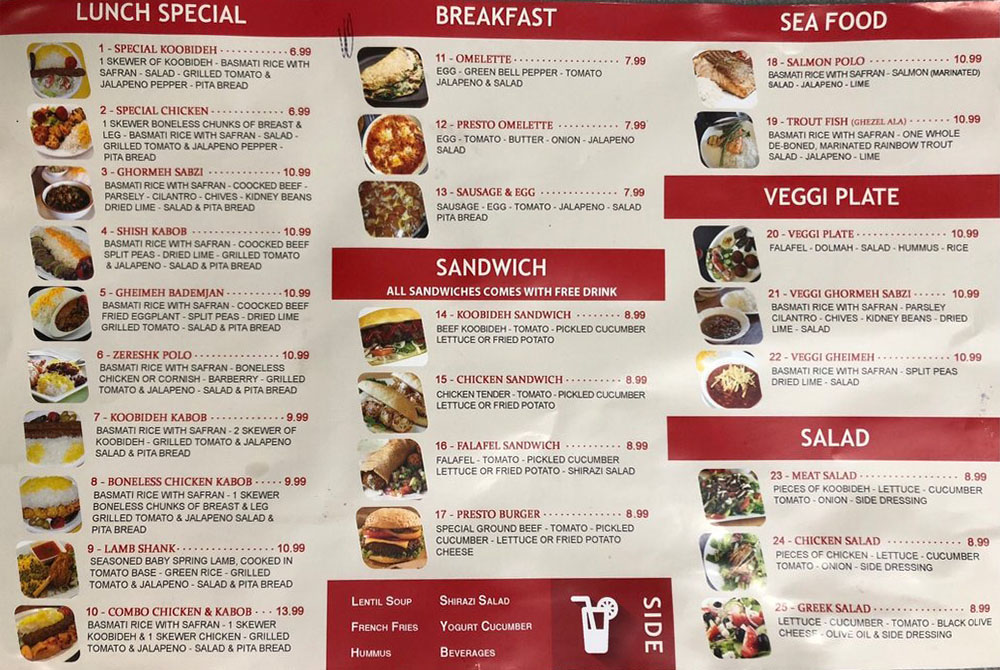 LUNCH SPECIAL
1 - SPECIAL KOOBIDEH 6.99
1 SKEWER OF KOOBIDEH - BASMATI RICE WITH
SAFRAN - SALAD - GRILLED TOMATO &
JALAPENO PEPPER - PITA BREAD
2 - SPECIAL CHICKEN 6.99
1 SKEWER BONELESS CHUNKS OF BREAST &
LEG - BASMATI RICE WITH SAFRAN - SALAD -
GRILLED TOMATO & JALAPENO PEPPER -
PITA BREAD
3 - GHORMEH SABZI 10.99
BASMATI RICE WITH SAFRAN - COOCKED BEEF -
PARSELY - CILANTRO - CHIVES - KIDNEY BEANS
DRIED LIME - SALAD & PITA BREAD
4 - SHISH KABOB 10.99
BASMATI RICE WITH SAFRAN - COOCKED BEEF
SPLIT PEAS - DRIED LIME - GRILLED TOMATO
& JALAPENO - SALAD & PITA BREAD
5 - GHEIMEH BADEMJAN 10.99
BASMATI RICE WITH SAFRAN - COOCKED BEEF
FRIED EGGPLANT - SPLIT PEAS - DRIED LIME
GRILLED TOMATO - SALAD & PITA BREAD
6 - ZERESHK POLO 10.99
BASMATI RICE WITH SAFRAN - BONELESS
CHICKEN OR CORNISH - BARBERRY - GRILLED
TOMATO & JALAPENO - SALAD & PITA BREAD
7 - KOOBIDEH KABOB 9.99
BASMATI RICE WITH SAFRAN - 2 SKEWER OF
KOOBIDEH - GRILLED TOMATO & JALAPENO
SALAD & PITA BREAD
8 - BONELESS CHICKEN KABOB 9.99
BASMATI RICE WITH SAFRAN - 1 SKEWER
BONELESS CHUNKS OF BREAST & LEG
GRILLED TOMATO & JALAPENO SALAD &
PITA BREAD
9 - LAMB SHANK 10.99
SEASONED BABY SPRING LAMB, COOKED IN
TOMATO BASE - GREEN RICE - GRILLED
TOMATO & JALAPENO - SALAD & PITA BREAD
10 - COMBO CHICKEN & KABOB 13.99
BASMATI RICE WITH SAFRAN - 1 SKEWER
KOOBIDEH & 1 SKEWER CHICKEN - GRILLED
TOMATO & JALAPENO - SALAD & PITA BREAD
BREAKFAST
11 - OMELETTE 7.99
EGG - GREEN BELL PEPPER - TOMATO
JALAPENO & SALAD
12 - PRESTO OMELETTE 7.99
EGG - TOMATO - BUTTER - ONION - JALAPENO
SALAD
13 - SAUSAGE & EGG 7.99
SAUSAGE - EGG - TOMATO - JALAPENO - SALAD
PITA BREAD
SANDWICH
ALL SANDWICHES COMES WITH FREE DRINK
14 - KOOBIDEH SANDWICH 8.99
BEEF KOOBIDEH - TOMATO - PICKLED CUCUMBER
LETTUCE OR FRIED POTATO
15 - CHICKEN SANDWICH 8.99
CHICKEN TENDER - TOMATO - PICKLED CUCUMBER
LETTUCE OR FRIED POTATO
16 - FALAFEL SANDWICH 8.99
FALAFEL - TOMATO - PICKLED CUCUMBER
LETTUCE OR FRIED POTATO - SHIRAZI SALAD
17 - PRESTO BURGER 8.99
SPECIAL GROUND BEEF - TOMATO - PICKLED
CUCUMBER - LETTUCE OR FRIED POTATO
CHEESE
LENTIL SOUP SHIRAZI SALAD
FRENCH FRIES YOGURT CUCUMBER
HUMMUS BEVERAGES
SIDE
SEA FOOD
18 - SALMON POLO 10.99
BASMATI RICE WITH SAFRAN - SALMON (MARINATED)
SALAD - JALAPENO - LIME
19 - TROUT FISH (GHEZEL ALA) 10.99
BASMATI RICE WITH SAFRAN - ONE WHOLE
DE-BONED, MARINATED RAINBOW TROUT
SALAD - JALAPENO - LIME
VEGGI PLATE
20 - VEGGI PLATE 10.99
FALAFEL - DOLMAH - SALAD - HUMMUS - RICE
21 - VEGGI GHORMEH SABZI 10.99
BASMATI RICE WITH SAFRAN - PARSLEY
CILANTRO - CHIVES - KIDNEY BEANS - DRIED
LIME - SALAD
22 - VEGGI GHEIMEH 10.99
BASMATI RICE WITH SAFRAN - SPLIT PEAS
DRIED LIME - SALAD
SALAD
23 - MEAT SALAD 8.99
PIECES OF KOOBIDEH - LETTUCE - CUCUMBER
TOMATO - ONION - SIDE DRESSING
24 - CHICKEN SALAD 8.99
PIECES OF CHICKEN - LETTUCE - CUCUMBER
TOMATO - ONION - SIDE DRESSING
25 - GREEK SALAD 8.99
LETTUCE - CUCUMBER - TOMATO - BLACK OLIVE
CHEESE - OLIVE OIL & SIDE DRESSING